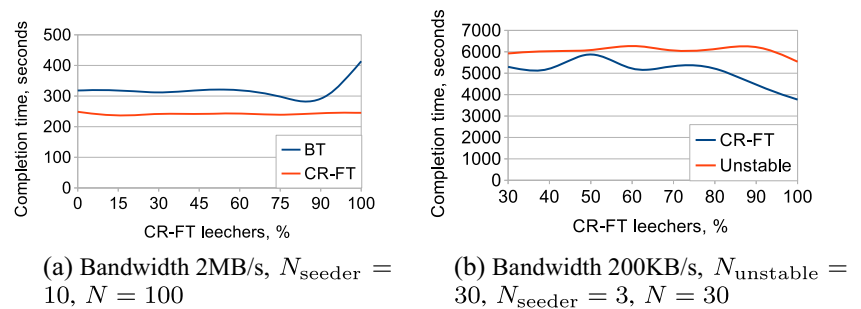 Completion time, seconds
500
400
300
200
100
0
BT
CR-FT
0 15 30 45 60 75 90 100
CR-FT leechers, %
(a) Bandwidth 2MB/s, N_seeder =
10, N = 100
Completion time, seconds
7000
6000
5000
4000
3000
2000
1000
0
CR-FT
Unstable
30 40 50 60 70 80 90 100
CR-FT leechers, %
(b) Bandwidth 200KB/s, N_unstable =
30, N_seeder = 3, N = 30